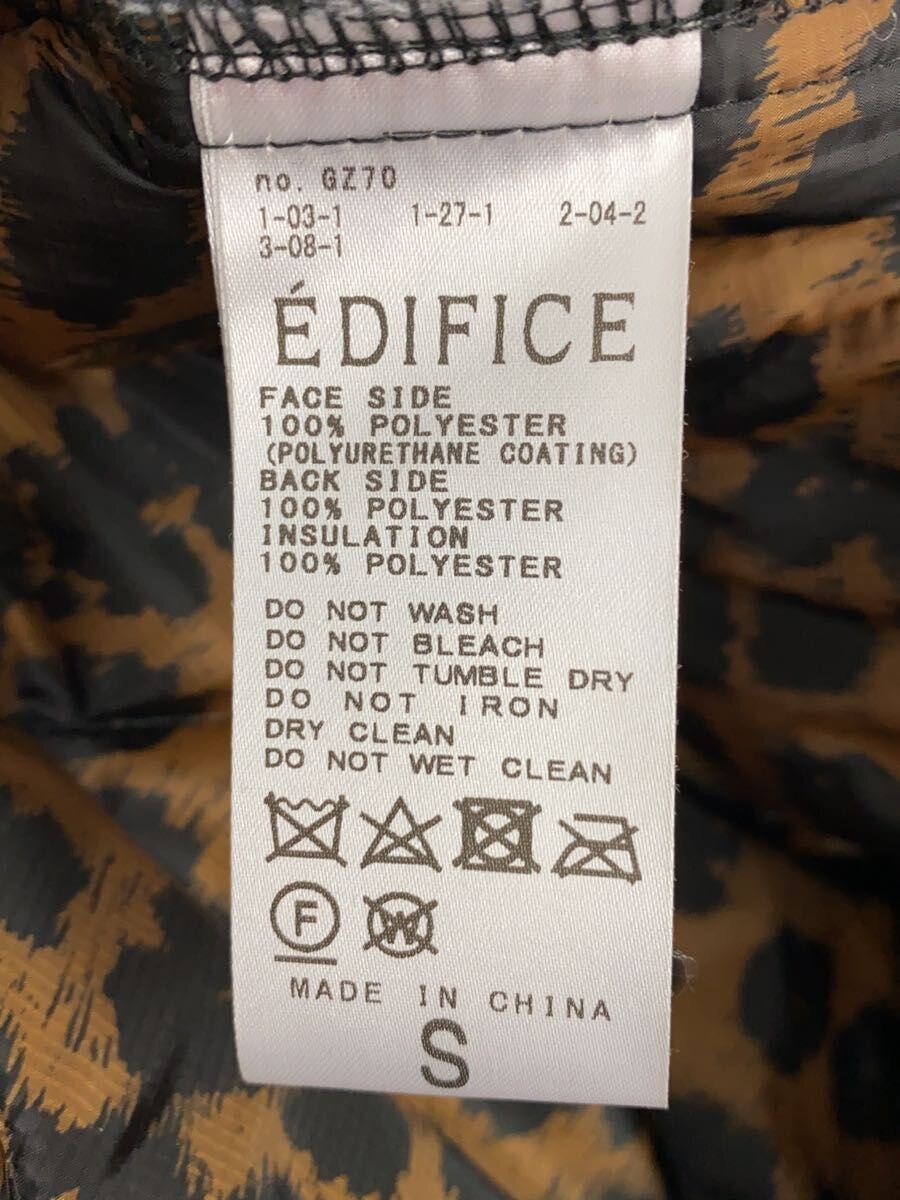 no. GZ70
1-03-1 1-27-1 2-04-2
3-08-1
ÉDIFICE
FACE SIDE
100% POLYESTER
(POLYURETHANE COATING)
BACK SIDE
100% POLYESTER
INSULATION
100% POLYESTER
DO NOT WASH
DO NOT BLEACH
DO NOT TUMBLE DRY
DO NOT IRON
DRY CLEAN
DO NOT WET CLEAN
F W
MADE IN CHINA
S